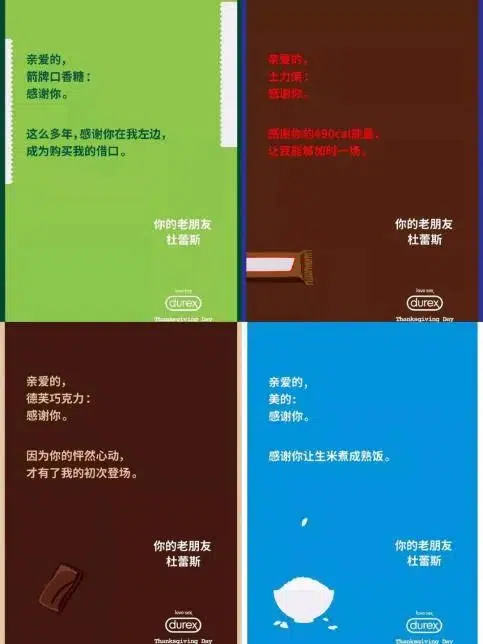 亲爱的，
箭牌口香糖：
感谢你。
这么多年，感谢你在我左边，
成为购买我的借口。
你的老朋友
杜蕾斯
love sex
durex
Thanksgiving Day
亲爱的，
士力架：
感谢你。
感谢你的490cal能量，
让我能够加时一场。
你的老朋友
杜蕾斯
love sex
durex
Thanksgiving Day
亲爱的，
德芙巧克力：
感谢你。
因为你的怦然心动，
才有了我的初次登场。
你的老朋友
杜蕾斯
love sex
durex
Thanksgiving Day
亲爱的，
美的：
感谢你。
感谢你让生米煮成熟饭。
你的老朋友
杜蕾斯
love sex
durex
Thanksgiving Day